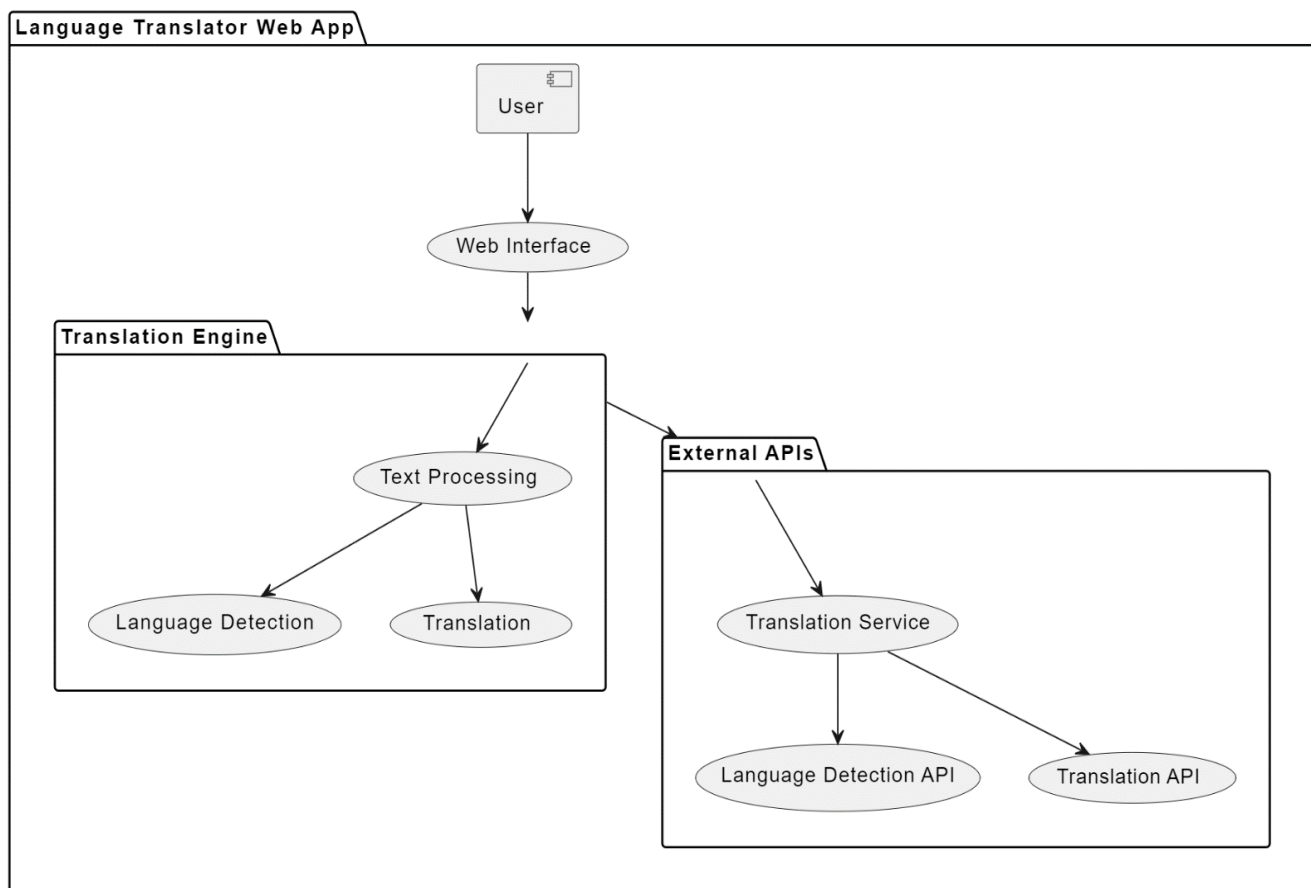 Language Translator Web App
User
Web Interface
Translation Engine
External APIs
Text Processing
Language Detection
Translation
Translation Service
Language Detection API
Translation API